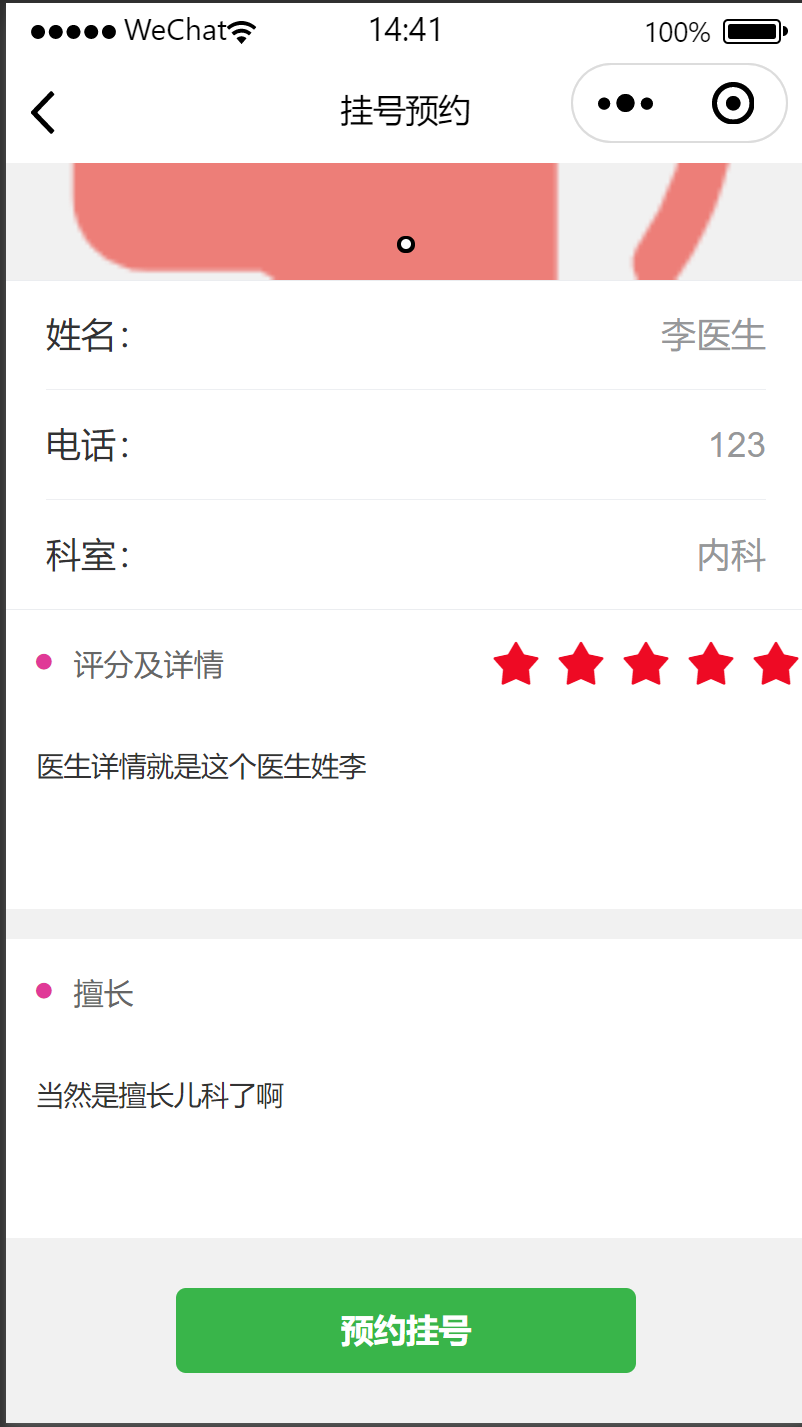 WeChat 14:41 100%
挂号预约
姓名： 李医生
电话： 123
科室： 内科
评分及详情
医生详情就是这个医生姓李
擅长
当然是擅长儿科了啊
预约挂号